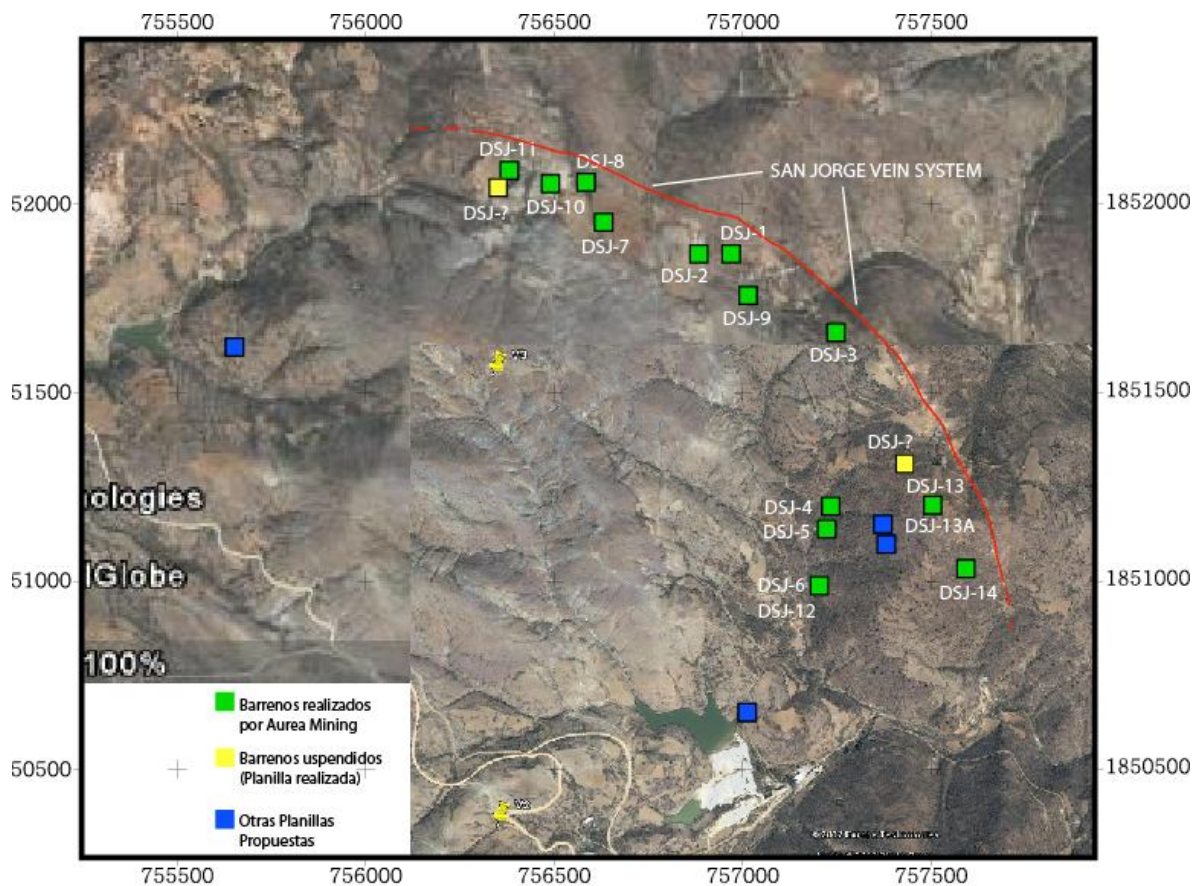 755500 756000 756500 757000 757500
DSJ-11
DSJ-8
SAN JORGE VEIN SYSTEM
DSJ-?
DSJ-10
52000
1852000
DSJ-7
DSJ-1
DSJ-2
DSJ-9
DSJ-3
V3
51500
1851500
DSJ-?
DSJ-13
ologies
DSJ-4
DSJ-5
DSJ-13A
51000
1851000
lGlobe
DSJ-6
DSJ-14
DSJ-12
100%
Barrenos realizados
por Aurea Mining
Barrenos uspendidos
(Planilla realizada)
50500
1850500
Otras Planillas
Propuestas
755500 756000 756500 757000 757500